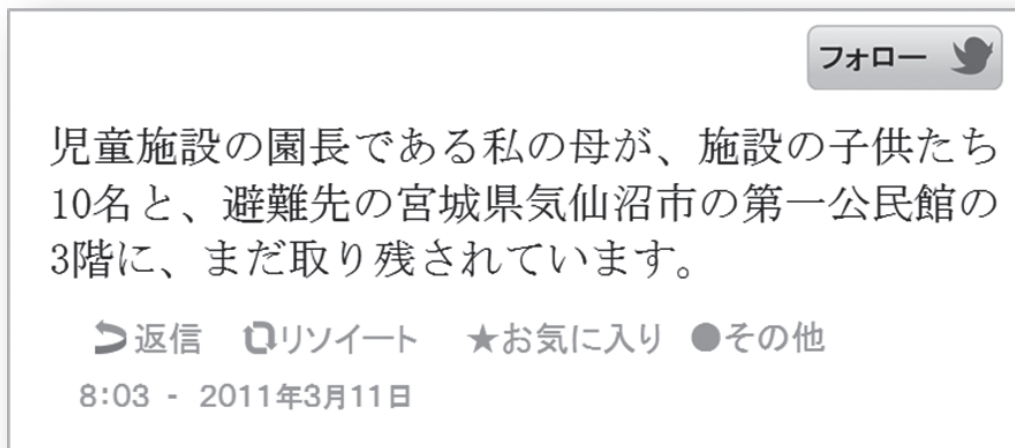 フォロー
児童施設の園長である私の母が、施設の子供たち
10名と、避難先の宮城県気仙沼市の第一公民館の
3階に、まだ取り残されています。
返信 リツイート ★お気に入り ●その他
8:03 - 2011年3月11日